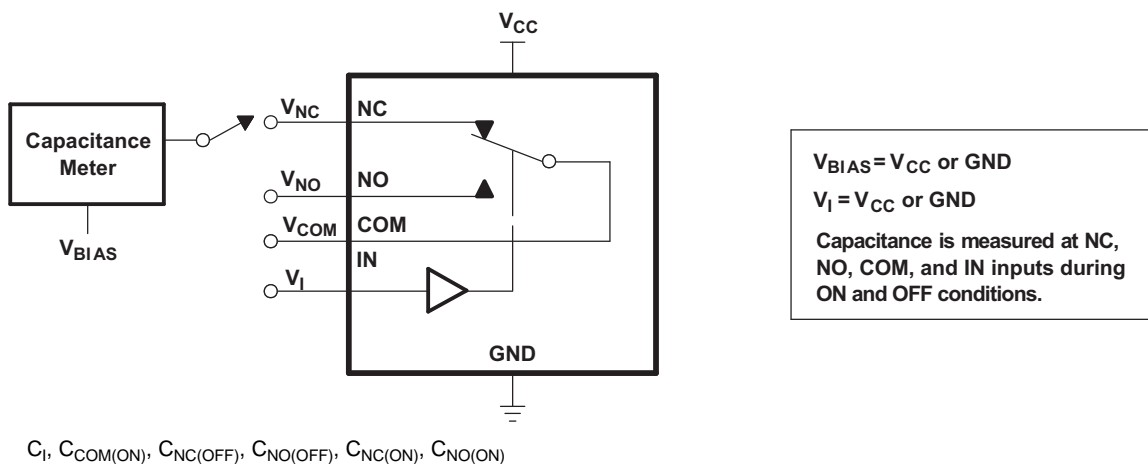 VCC
VNC NC
Capacitance
Meter
VBIAS
VNO NO
VCOM COM
IN
VI
GND
VBIAS = VCC or GND
VI = VCC or GND
Capacitance is measured at NC,
NO, COM, and IN inputs during
ON and OFF conditions.
CI, CCOM(ON), CNC(OFF), CNO(OFF), CNC(ON), CNO(ON)